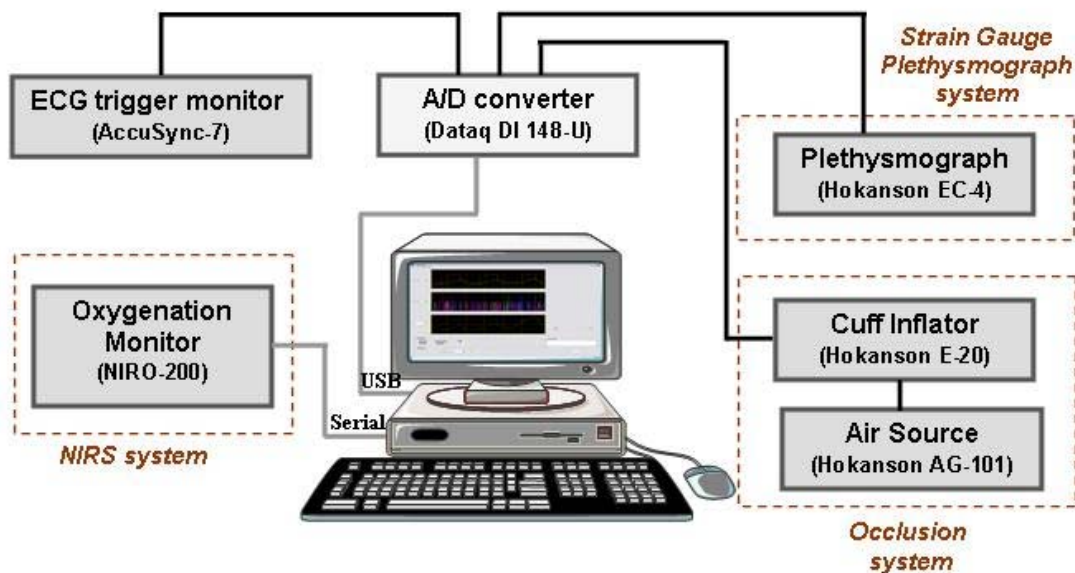 Strain Gauge
Plethysmograph
system
ECG trigger monitor
(AccuSync-7)
A/D converter
(Dataq DI 148-U)
Plethysmograph
(Hokanson EC-4)
Oxygenation
Monitor
(NIRO-200)
NIRS system
USB
Serial
Cuff Inflator
(Hokanson E-20)
Air Source
(Hokanson AG-101)
Occlusion
system